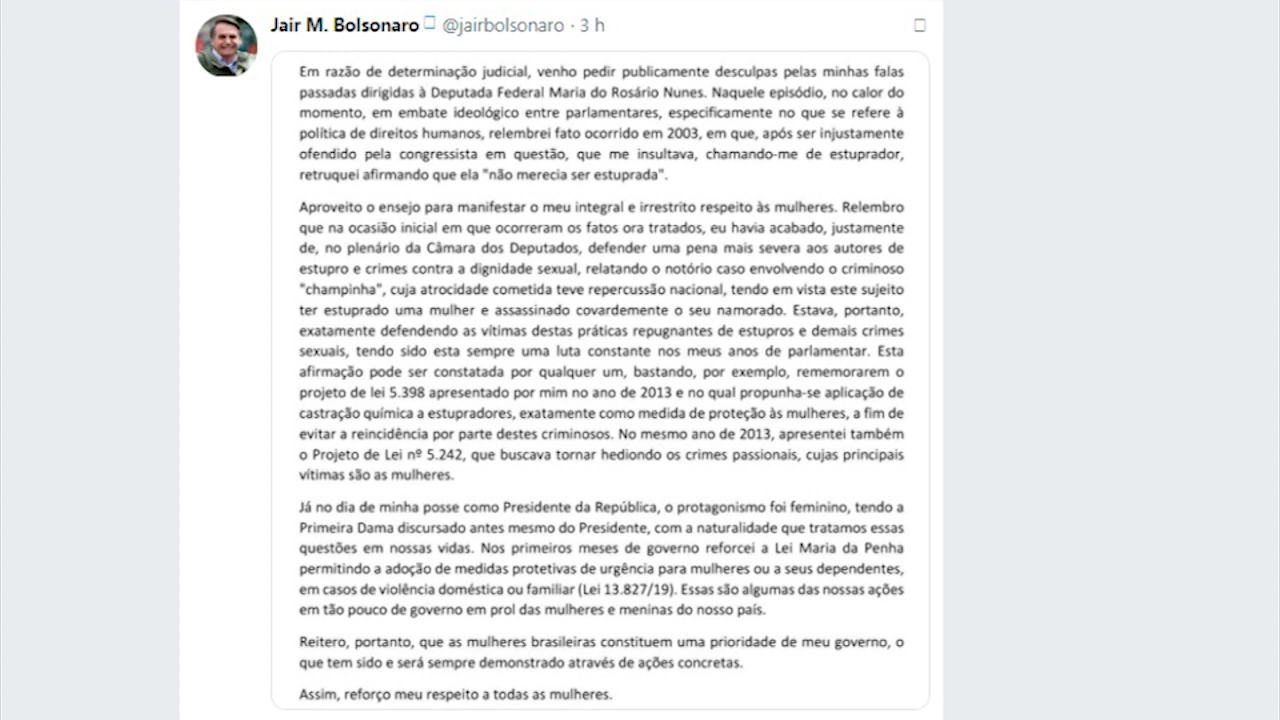 Jair M. Bolsonaro @jairbolsonaro · 3 h
Em razão de determinação judicial, venho pedir publicamente desculpas pelas minhas falas
passadas dirigidas à Deputada Federal Maria do Rosário Nunes. Naquele episódio, no calor do
momento, em embate ideológico entre parlamentares, especificamente no que se refere à
política de direitos humanos, relembrei fato ocorrido em 2003, em que, após ser injustamente
ofendido pela congressista em questão, que me insultava, chamando-me de estuprador,
retruquei afirmando que ela "não merecia ser estuprada".
Aproveito o ensejo para manifestar o meu integral e irrestrito respeito às mulheres. Relembro
que na ocasião inicial em que ocorreram os fatos ora tratados, eu havia acabado, justamente
de, no plenário da Câmara dos Deputados, defender uma pena mais severa aos autores de
estupro e crimes contra a dignidade sexual, relatando o notório caso envolvendo o criminoso
"champinha", cuja atrocidade cometida teve repercussão nacional, tendo em vista este sujeito
ter estuprado uma mulher e assassinado covardemente o seu namorado. Estava, portanto,
exatamente defendendo as vítimas destas práticas repugnantes de estupros e demais crimes
sexuais, tendo sido esta sempre uma luta constante nos meus anos de parlamentar. Esta
afirmação pode ser constatada por qualquer um, bastando, por exemplo, rememorarem o
projeto de lei 5.398 apresentado por mim no ano de 2013 e no qual propunha-se aplicação de
castração química a estupradores, exatamente como medida de proteção às mulheres, a fim de
evitar a reincidência por parte destes criminosos. No mesmo ano de 2013, apresentei também
o Projeto de Lei nº 5.242, que buscava tornar hediondo os crimes passionais, cujas principais
vítimas são as mulheres.
Já no dia de minha posse como Presidente da República, o protagonismo foi feminino, tendo a
Primeira Dama discursado antes mesmo do Presidente, com a naturalidade que tratamos essas
questões em nossas vidas. Nos primeiros meses de governo reforcei a Lei Maria da Penha
permitindo a adoção de medidas protetivas de urgência para mulheres ou a seus dependentes,
em casos de violência doméstica ou familiar (Lei 13.827/19). Essas são algumas das nossas ações
em tão pouco de governo em prol das mulheres e meninas do nosso país.
Reitero, portanto, que as mulheres brasileiras constituem uma prioridade de meu governo, o
que tem sido e será sempre demonstrado através de ações concretas.
Assim, reforço meu respeito a todas as mulheres.